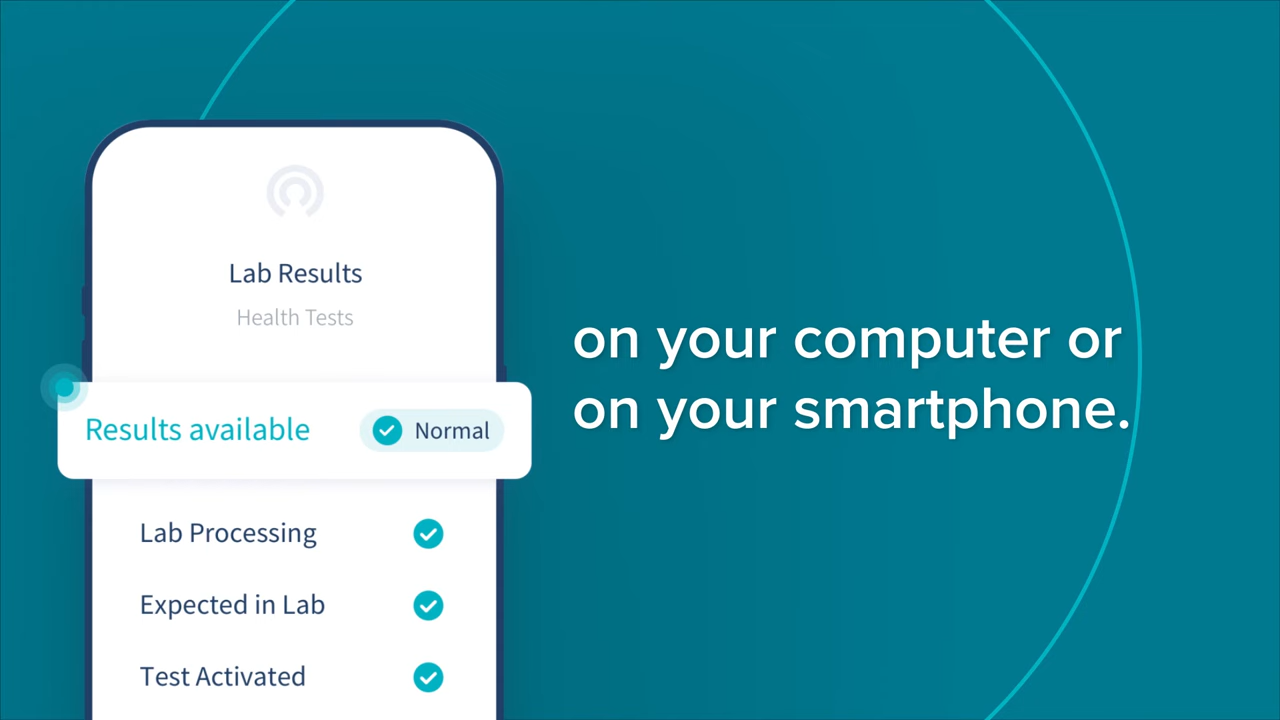 Lab Results
Health Tests
Results available
Normal
Lab Processing
Expected in Lab
Test Activated
on your computer or
on your smartphone.